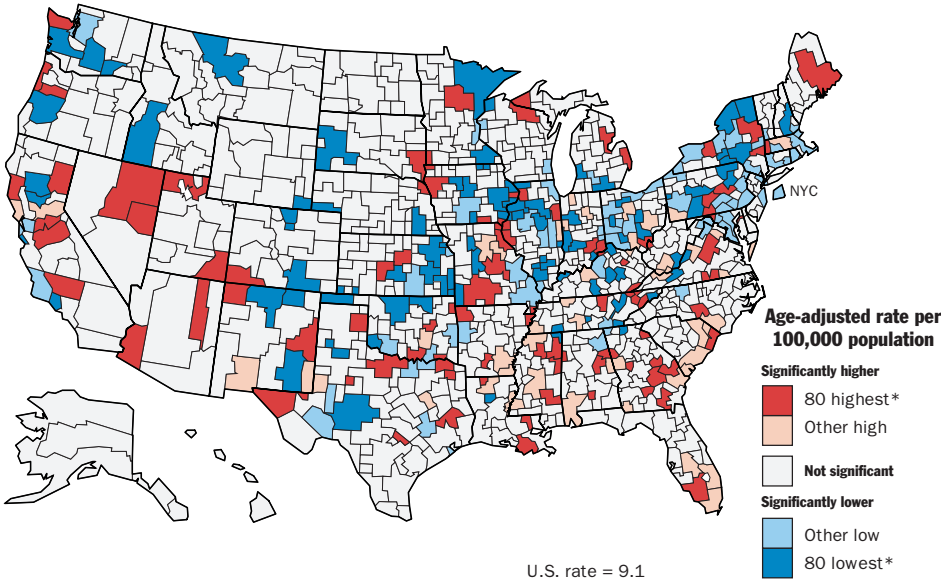 NYC
Age-adjusted rate per
100,000 population
Significantly higher
80 highest*
Other high
Not significant
Significantly lower
Other low
80 lowest*
U.S. rate = 9.1